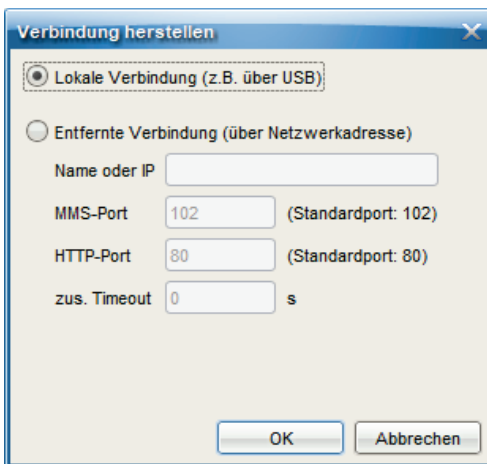 Verbindung herstellen
Lokale Verbindung (z.B. über USB)
Entfernte Verbindung (über Netzwerkadresse)
Name oder IP
MMS-Port 102 (Standardport: 102)
HTTP-Port 80 (Standardport: 80)
zus. Timeout 0 s
OK Abbrechen